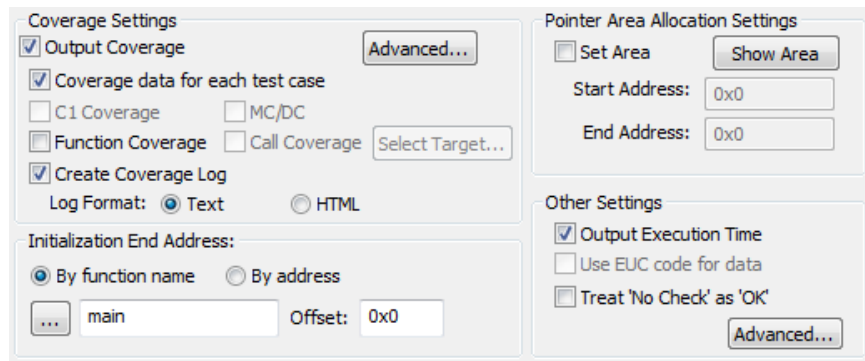 Coverage Settings
Output Coverage
Advanced...
Coverage data for each test case
C1 Coverage
MC/DC
Function Coverage
Call Coverage
Select Target...
Create Coverage Log
Log Format:
Text
HTML
Initialization End Address:
By function name
By address
...
main
Offset:
0x0
Pointer Area Allocation Settings
Set Area
Show Area
Start Address:
0x0
End Address:
0x0
Other Settings
Output Execution Time
Use EUC code for data
Treat 'No Check' as 'OK'
Advanced...